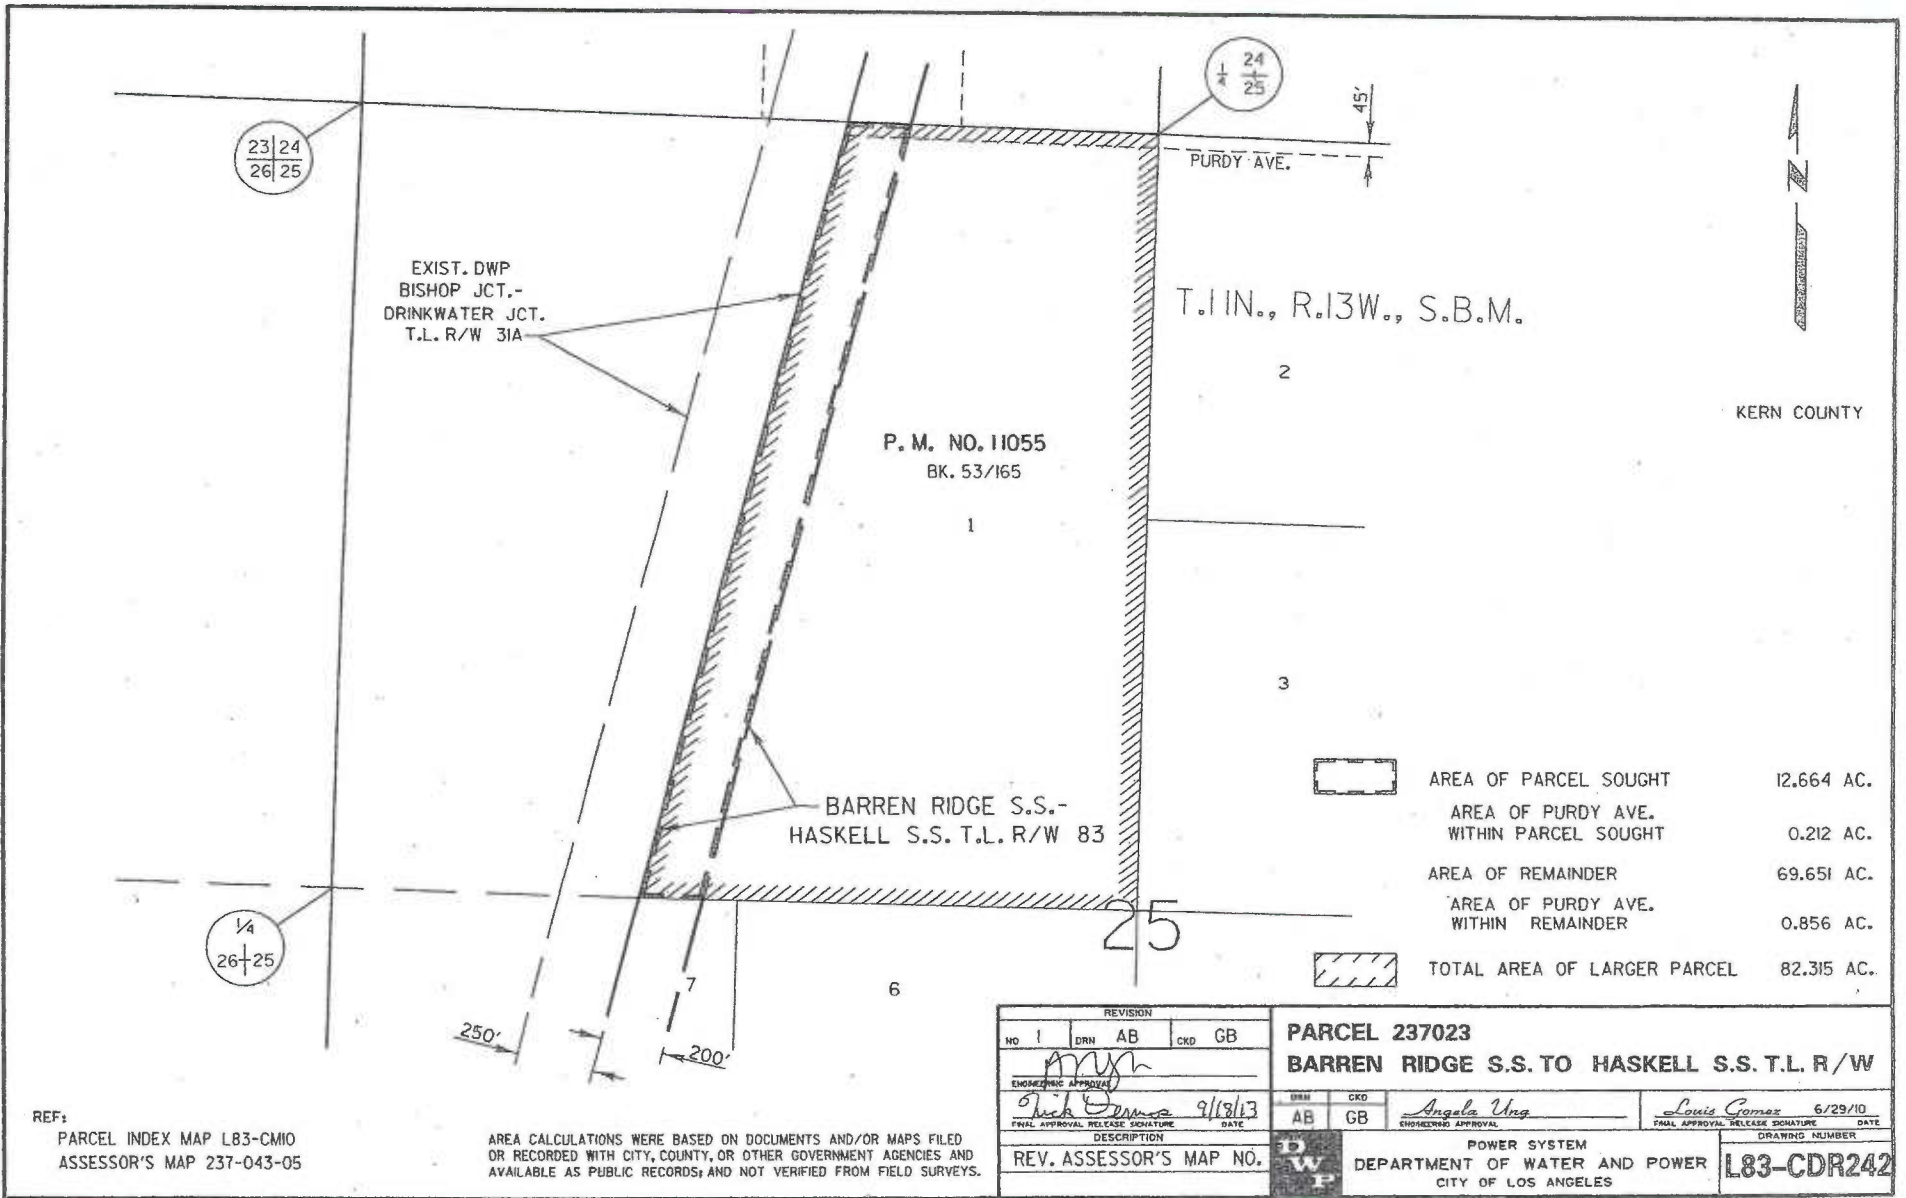 1/4 24
25
45'
23 24
26 25
PURDY AVE.
N
EXIST. DWP
BISHOP JCT.-
DRINKWATER JCT.
T.L. R/W 31A
T.11N., R.13W., S.B.M.
2
KERN COUNTY
P. M. NO. 11055
BK. 53/165
1
3
BARREN RIDGE S.S.-
HASKELL S.S. T.L. R/W 83
AREA OF PARCEL SOUGHT 12.664 AC.
AREA OF PURDY AVE.
WITHIN PARCEL SOUGHT 0.212 AC.
AREA OF REMAINDER 69.651 AC.
AREA OF PURDY AVE.
WITHIN REMAINDER 0.856 AC.
TOTAL AREA OF LARGER PARCEL 82.315 AC.
25
1/4
26 25
7
6
250'
200'
REVISION
NO 1 DRN AB CKD GB
ENGINEERING APPROVAL
9/18/13
FINAL APPROVAL RELEASE SIGNATURE DATE
DESCRIPTION
REV. ASSESSOR'S MAP NO.
PARCEL 237023
BARREN RIDGE S.S. TO HASKELL S.S. T.L. R/W
DRN CKD
AB GB
Angela Ung
ENGINEERING APPROVAL
Louis Gomez 6/29/10
FINAL APPROVAL RELEASE SIGNATURE DATE
DWP
POWER SYSTEM
DEPARTMENT OF WATER AND POWER
CITY OF LOS ANGELES
DRAWING NUMBER
L83-CDR242
REF:
PARCEL INDEX MAP L83-CM10
ASSESSOR'S MAP 237-043-05
AREA CALCULATIONS WERE BASED ON DOCUMENTS AND/OR MAPS FILED
OR RECORDED WITH CITY, COUNTY, OR OTHER GOVERNMENT AGENCIES AND
AVAILABLE AS PUBLIC RECORDS; AND NOT VERIFIED FROM FIELD SURVEYS.